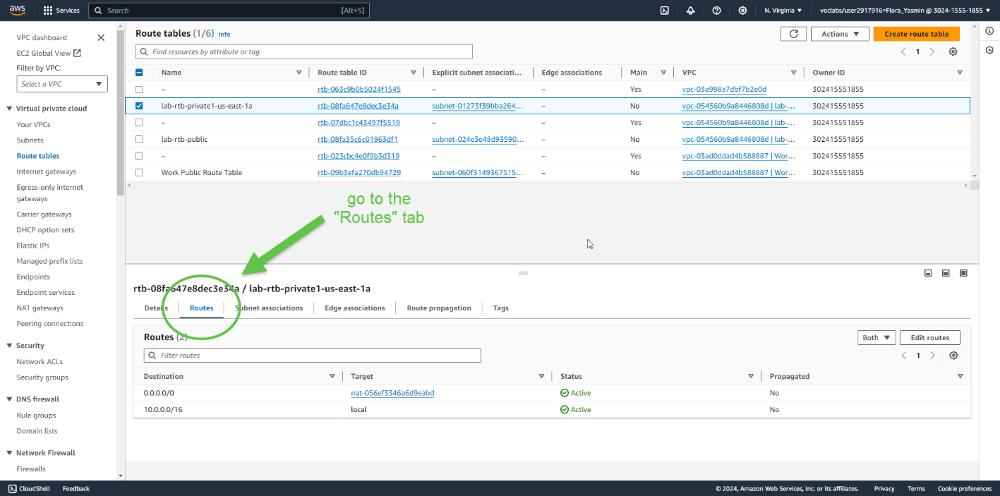 aws Services Search [Alt+S] N. Virginia voclabs/user2917916=Flora_Yasmin @ 3024-1555-1855
VPC dashboard
EC2 Global View
Filter by VPC:
Select a VPC
Virtual private cloud
Your VPCs
Subnets
Route tables
Internet gateways
Egress-only internet
gateways
Carrier gateways
DHCP option sets
Elastic IPs
Managed prefix lists
Endpoints
Endpoint services
NAT gateways
Peering connections
Security
Network ACLs
Security groups
DNS firewall
Rule groups
Domain lists
Network Firewall
Firewalls
Route tables (1/6) Info
Actions Create route table
Find resources by attribute or tag
1
Name Route table ID Explicit subnet associati... Edge associations Main VPC Owner ID
– rtb-063c9b0b5024f1545 – – Yes vpc-03a998a7dbf7b2e0d 302415551855
lab-rtb-private1-us-east-1a rtb-08fa647e8dec3e34a subnet-01273f39bba264... – No vpc-054560b9a8446808d | lab-... 302415551855
– rtb-07dbc1c43497f5519 – – Yes vpc-054560b9a8446808d | lab-... 302415551855
lab-rtb-public rtb-08fa35c6c01963df1 subnet-024e3e48d93590... – No vpc-054560b9a8446808d | lab-... 302415551855
– rtb-023cbc4e0f9b3d319 – – Yes vpc-03ad0ddad4b588887 | Wor... 302415551855
Work Public Route Table rtb-09b3efa270db94729 subnet-060f3149367515... – No vpc-03ad0ddad4b588887 | Wor... 302415551855
go to the
"Routes" tab
rtb-08fa647e8dec3e34a / lab-rtb-private1-us-east-1a
Details Routes Subnet associations Edge associations Route propagation Tags
Routes (2)
Both Edit routes
Filter routes
1
Destination Target Status Propagated
0.0.0.0/0 nat-056ef3346a6d9eabd Active No
10.0.0.0/16 local Active No
CloudShell Feedback © 2024, Amazon Web Services, Inc. or its affiliates. Privacy Terms Cookie preferences